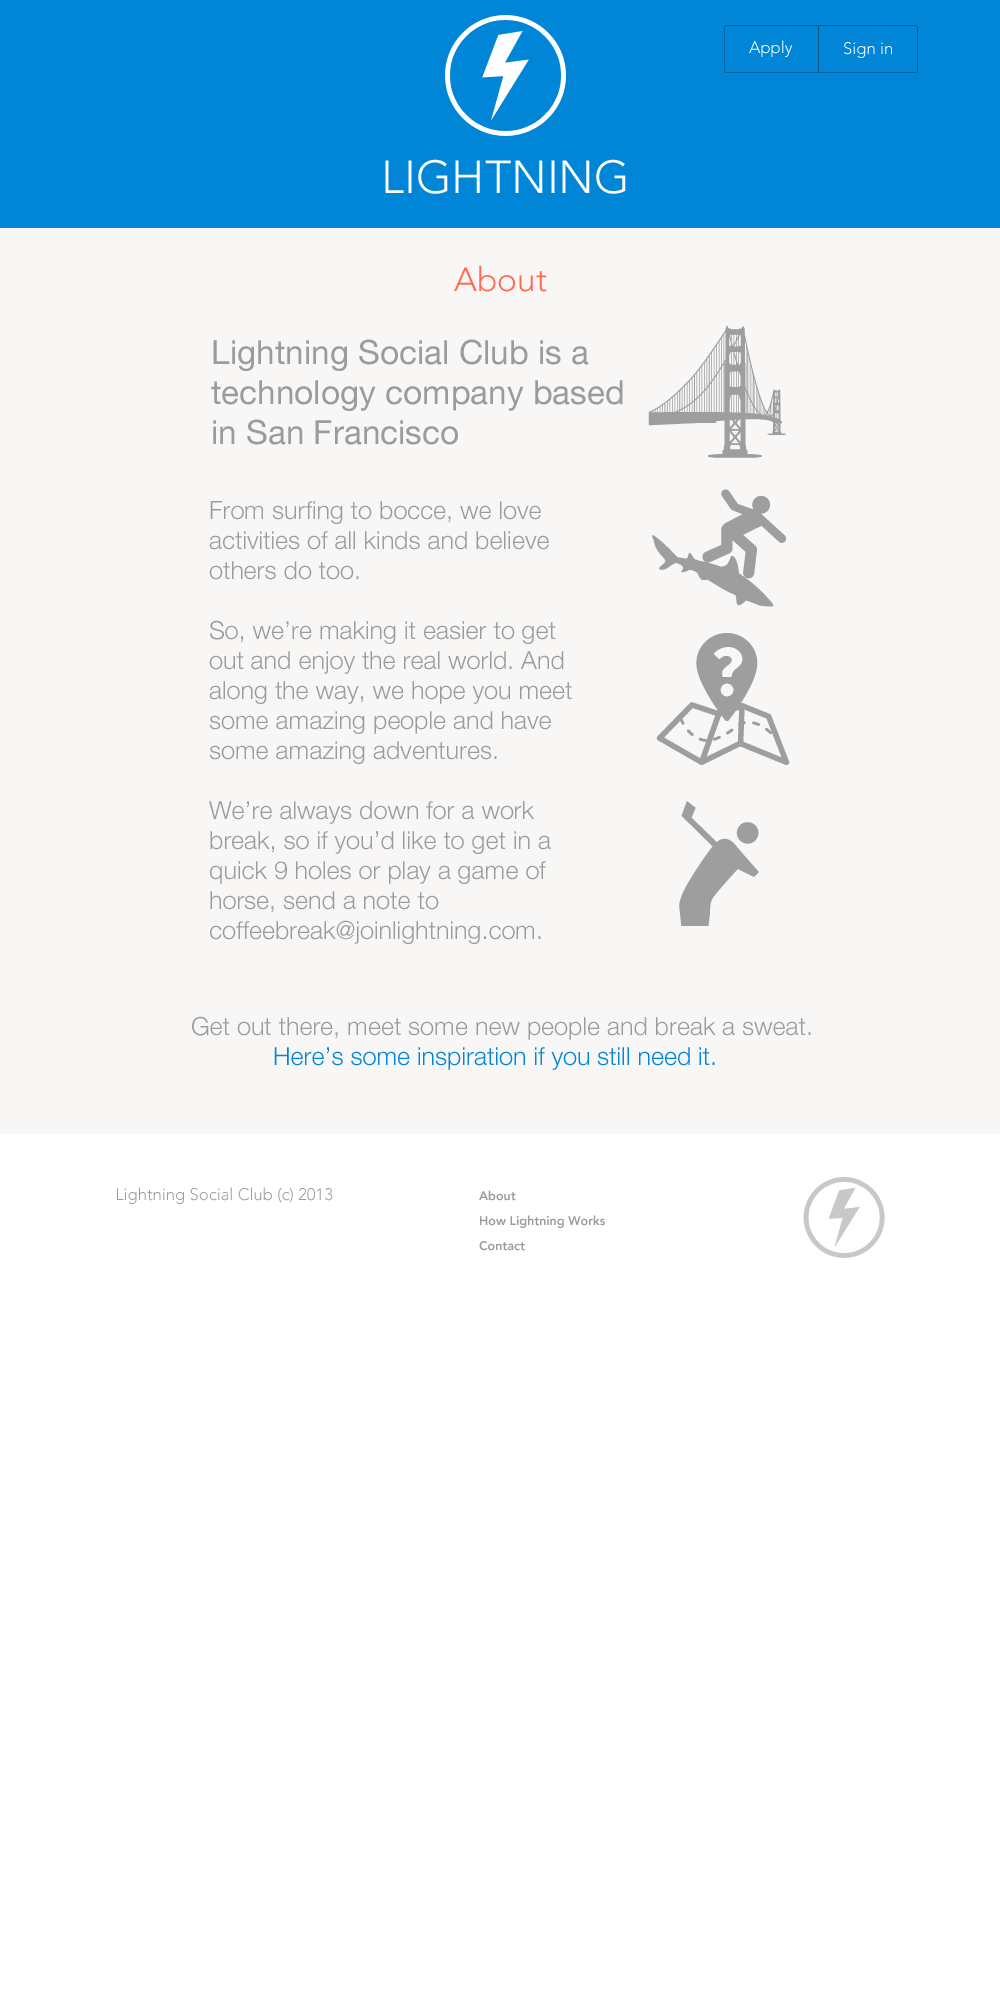 Apply
Sign in
LIGHTNING
About
Lightning Social Club is a
technology company based
in San Francisco
From surfing to bocce, we love
activities of all kinds and believe
others do too.
So, we’re making it easier to get
out and enjoy the real world. And
along the way, we hope you meet
some amazing people and have
some amazing adventures.
We’re always down for a work
break, so if you’d like to get in a
quick 9 holes or play a game of
horse, send a note to
coffeebreak@joinlightning.com.
Get out there, meet some new people and break a sweat.
Here’s some inspiration if you still need it.
Lightning Social Club (c) 2013
About
How Lightning Works
Contact